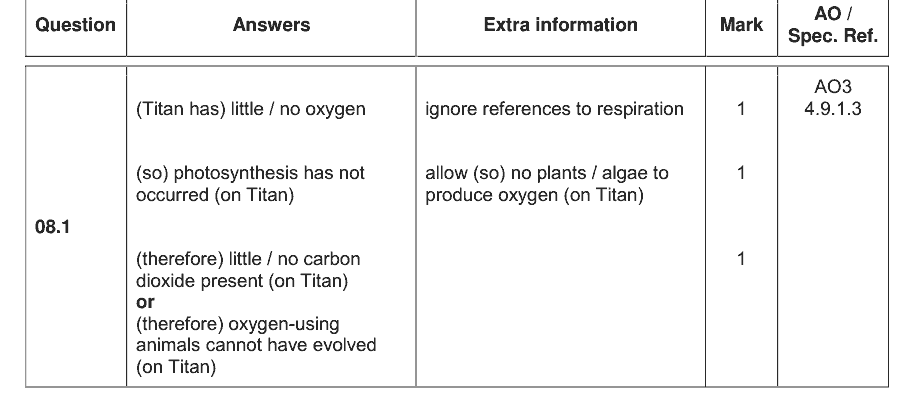 Question Answers Extra information Mark AO /
Spec. Ref.
AO3
(Titan has) little / no oxygen ignore references to respiration 1 4.9.1.3
(so) photosynthesis has not allow (so) no plants / algae to 1
occurred (on Titan) produce oxygen (on Titan)
08.1
(therefore) little / no carbon 1
dioxide present (on Titan)
or
(therefore) oxygen-using
animals cannot have evolved
(on Titan)